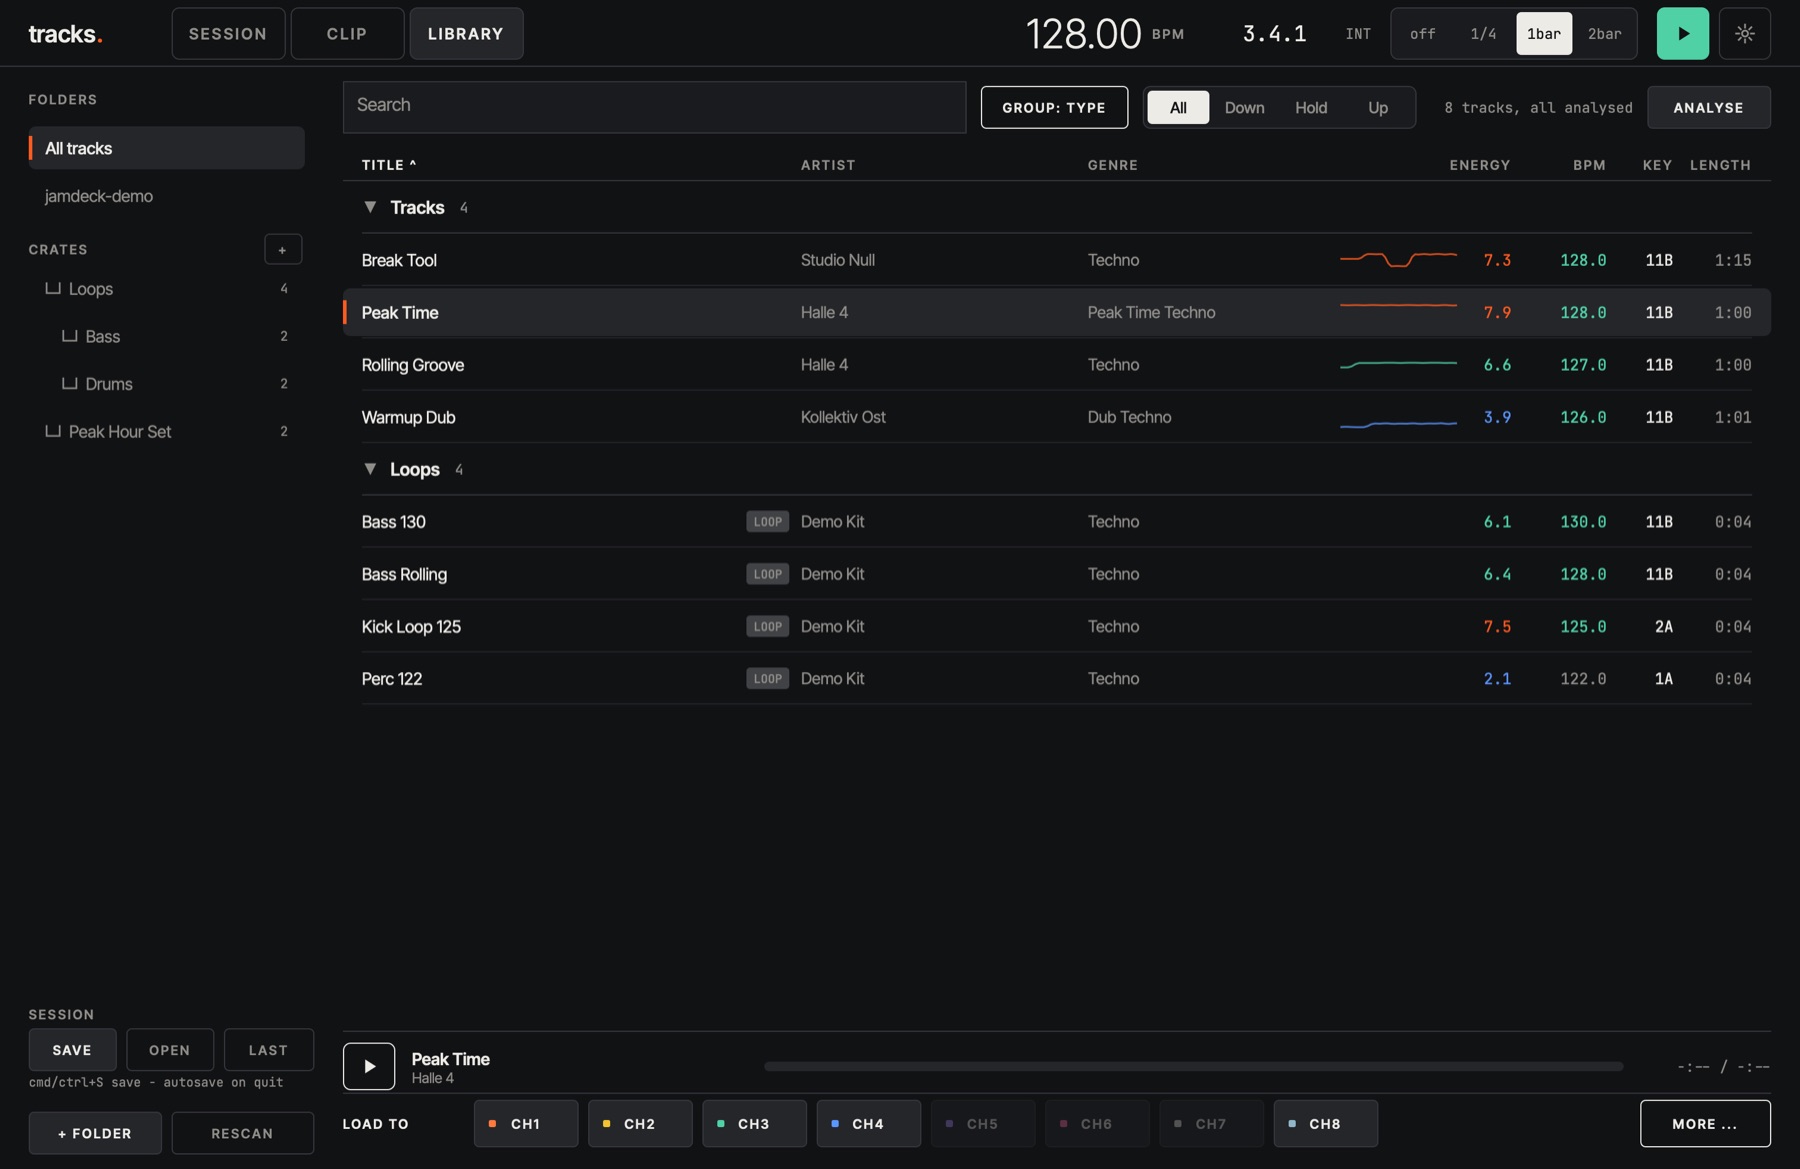 tracks.
SESSION CLIP LIBRARY
128.00 BPM 3.4.1 INT off 1/4 1bar 2bar
FOLDERS
All tracks
jamdeck-demo
CRATES +
Loops 4
Bass 2
Drums 2
Peak Hour Set 2
Search GROUP: TYPE All Down Hold Up 8 tracks, all analysed ANALYSE
TITLE ^ ARTIST GENRE ENERGY BPM KEY LENGTH
▼ Tracks 4
Break Tool Studio Null Techno 7.3 128.0 11B 1:15
Peak Time Halle 4 Peak Time Techno 7.9 128.0 11B 1:00
Rolling Groove Halle 4 Techno 6.6 127.0 11B 1:00
Warmup Dub Kollektiv Ost Dub Techno 3.9 126.0 11B 1:01
▼ Loops 4
Bass 130 LOOP Demo Kit Techno 6.1 130.0 11B 0:04
Bass Rolling LOOP Demo Kit Techno 6.4 128.0 11B 0:04
Kick Loop 125 LOOP Demo Kit Techno 7.5 125.0 2A 0:04
Perc 122 LOOP Demo Kit Techno 2.1 122.0 1A 0:04
SESSION
SAVE OPEN LAST
cmd/ctrl+S save - autosave on quit
+ FOLDER RESCAN
Peak Time
Halle 4
-:-- / -:--
LOAD TO CH1 CH2 CH3 CH4 CH5 CH6 CH7 CH8 MORE ...